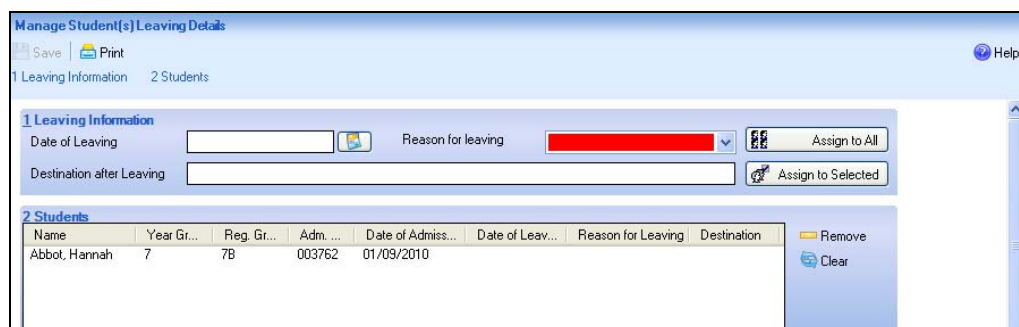 Manage Student(s) Leaving Details
Save Print Help
1 Leaving Information 2 Students
1 Leaving Information
Date of Leaving Reason for leaving Assign to All
Destination after Leaving Assign to Selected
2 Students
Name Year Gr... Reg. Gr... Adm. ... Date of Admiss... Date of Leav... Reason for Leaving Destination Remove
Abbot, Hannah 7 7B 003762 01/09/2010 Clear